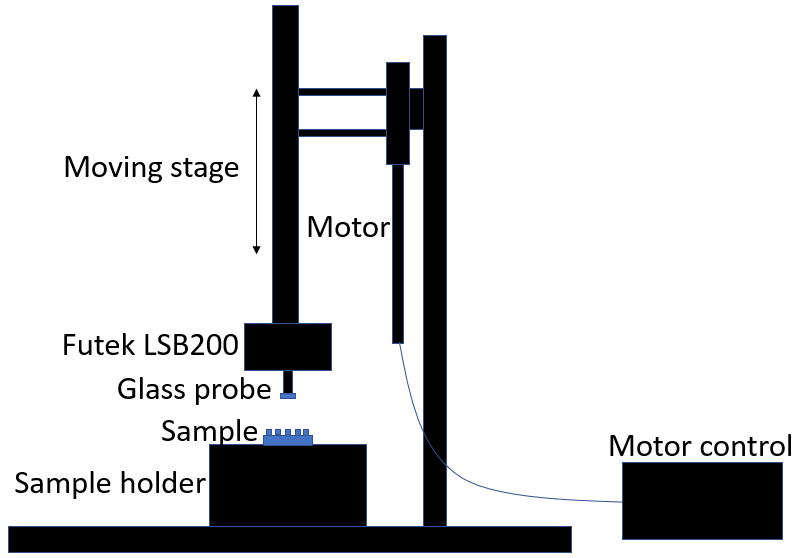 Moving stage
Motor
Futek LSB200
Glass probe
Sample
Motor control
Sample holder